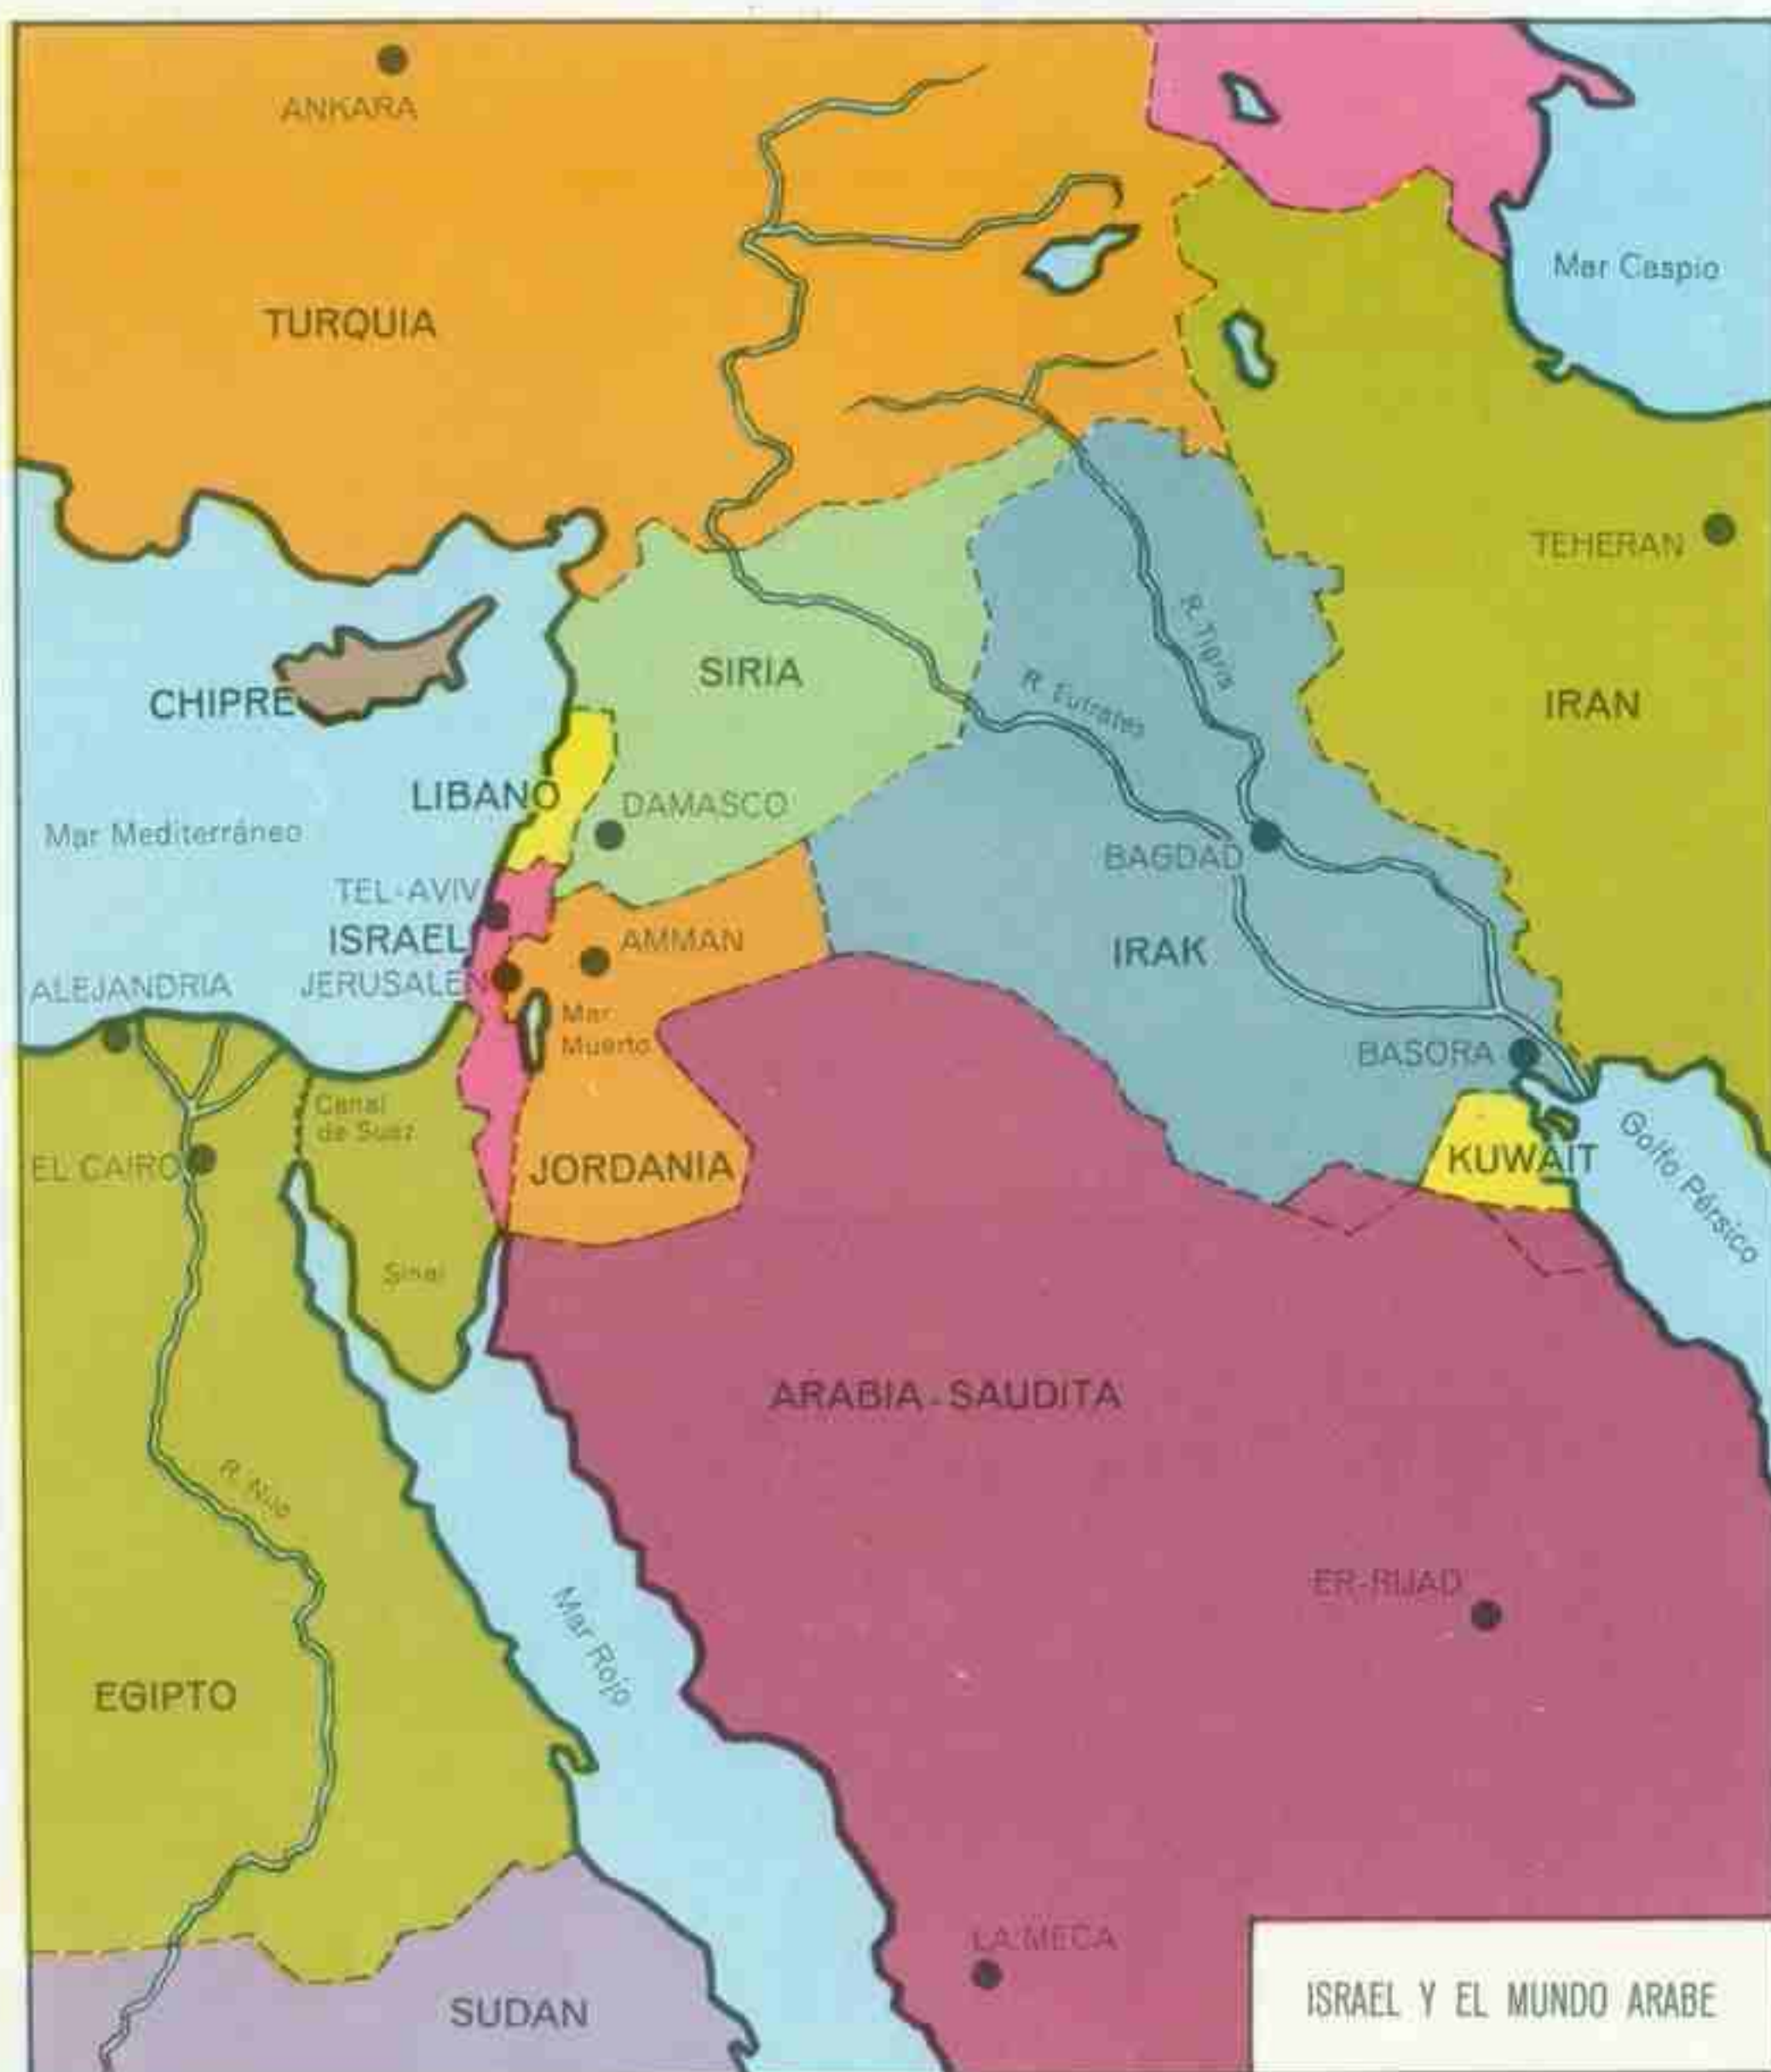 ANKARA
TURQUIA
Mar Caspio
TEHERAN
R. Tigris
SIRIA
R. Eufrates
CHIPRE
IRAN
LIBANO
DAMASCO
Mar Mediterráneo
BAGDAD
TEL-AVIV
ISRAEL
AMMAN
IRAK
ALEJANDRIA
JERUSALEN
Mar
Muerto
BASORA
Canal
de Suez
EL CAIRO
JORDANIA
KUWAIT
Golfo Pérsico
Sinai
ARABIA-SAUDITA
R. Nilo
ER-RIJAD
Mar Rojo
EGIPTO
LA MECA
SUDAN
ISRAEL Y EL MUNDO ARABE